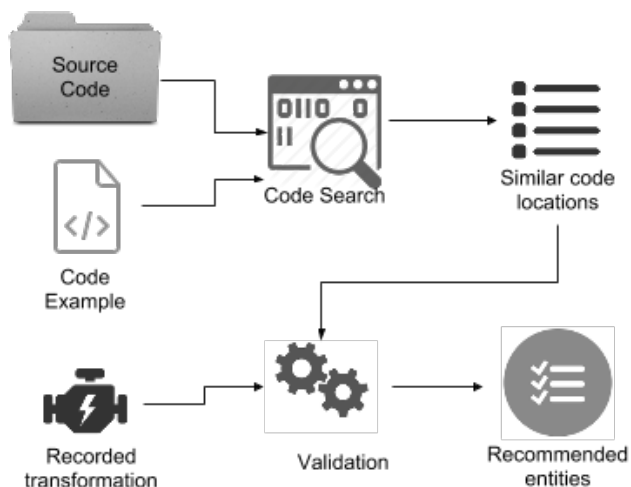 Source
Code
0110 0
11
Code Search
Similar code
locations
</>
Code
Example
Recorded
transformation
Validation
Recommended
entities